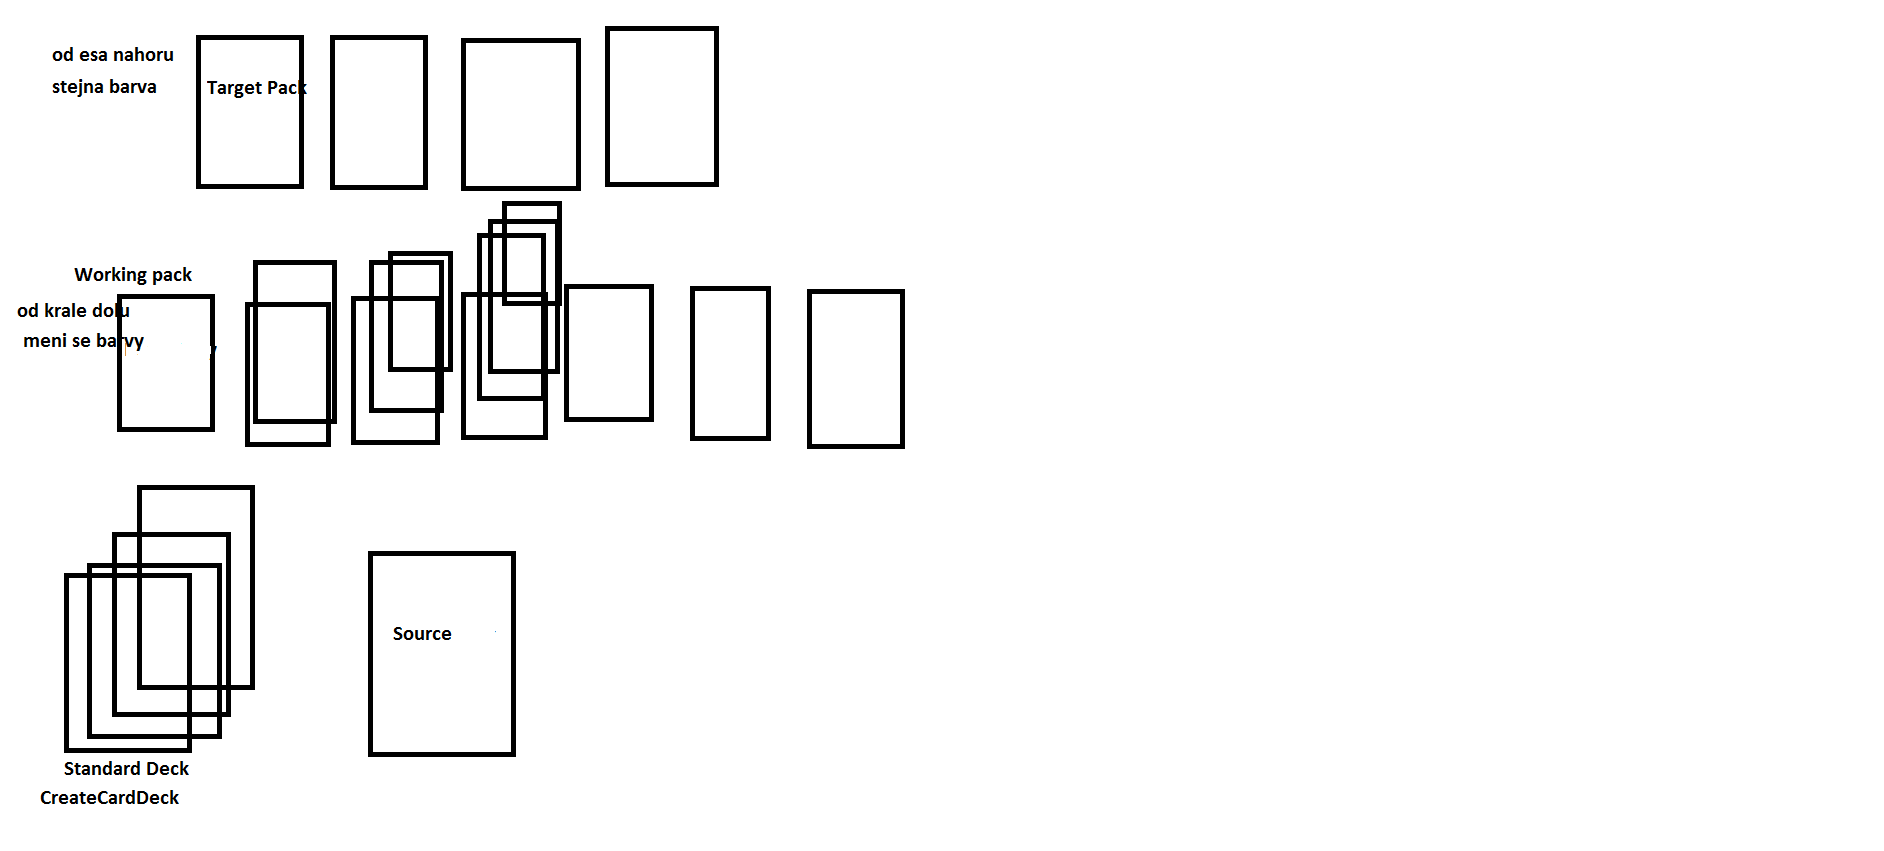 od esa nahoru
stejna barva
Target Pack
Working pack
od krale dolu
meni se barvy
Source
Standard Deck
CreateCardDeck